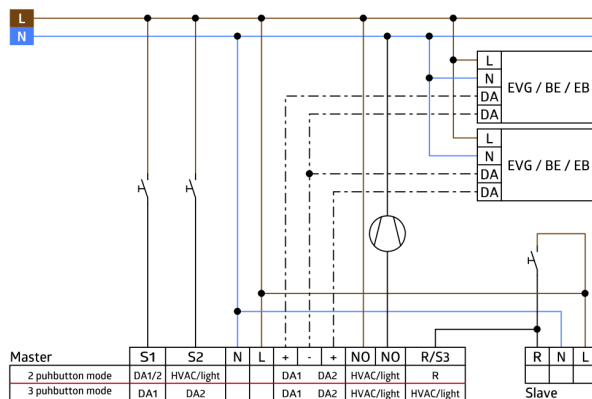 L
N
L
N
DA
DA
EVG / BE / EB
L
N
DA
DA
EVG / BE / EB
Master S1 S2 N L + - + NO NO R/S3
2 puhbutton mode DA1/2 HVAC/light DA1 DA2 HVAC/light R
3 puhbutton mode DA1 DA2 DA1 DA2 HVAC/light HVAC/light
R N L
Slave